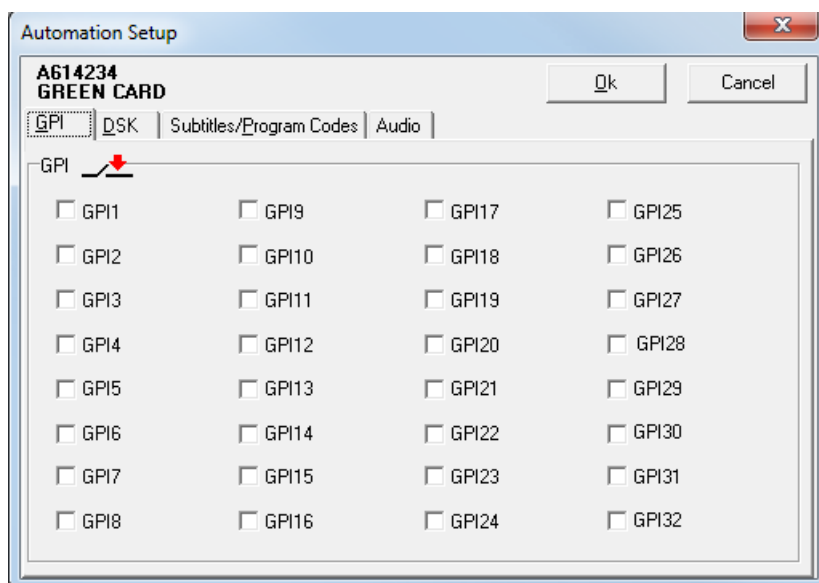 Automation Setup
A614234
GREEN CARD
Ok Cancel
GPI DSK Subtitles/Program Codes Audio
GPI
GPI1 GPI9 GPI17 GPI25
GPI2 GPI10 GPI18 GPI26
GPI3 GPI11 GPI19 GPI27
GPI4 GPI12 GPI20 GPI28
GPI5 GPI13 GPI21 GPI29
GPI6 GPI14 GPI22 GPI30
GPI7 GPI15 GPI23 GPI31
GPI8 GPI16 GPI24 GPI32